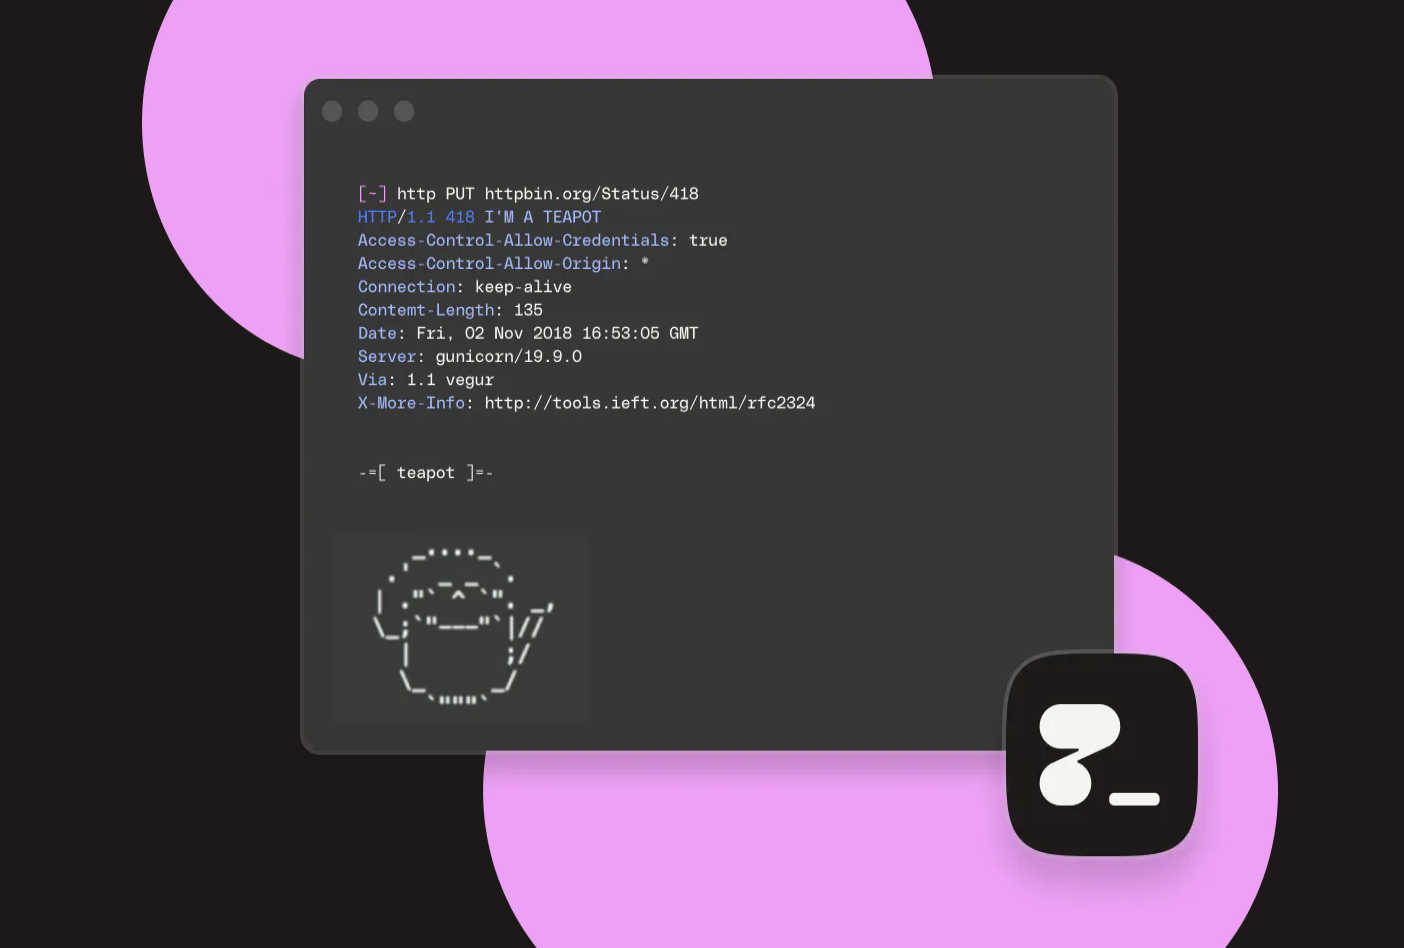 [~] http PUT httpbin.org/Status/418
HTTP/1.1 418 I'M A TEAPOT
Access-Control-Allow-Credentials: true
Access-Control-Allow-Origin: *
Connection: keep-alive
Contemt-Length: 135
Date: Fri, 02 Nov 2018 16:53:05 GMT
Server: gunicorn/19.9.0
Via: 1.1 vegur
X-More-Info: http://tools.ieft.org/html/rfc2324
-=[ teapot ]=-